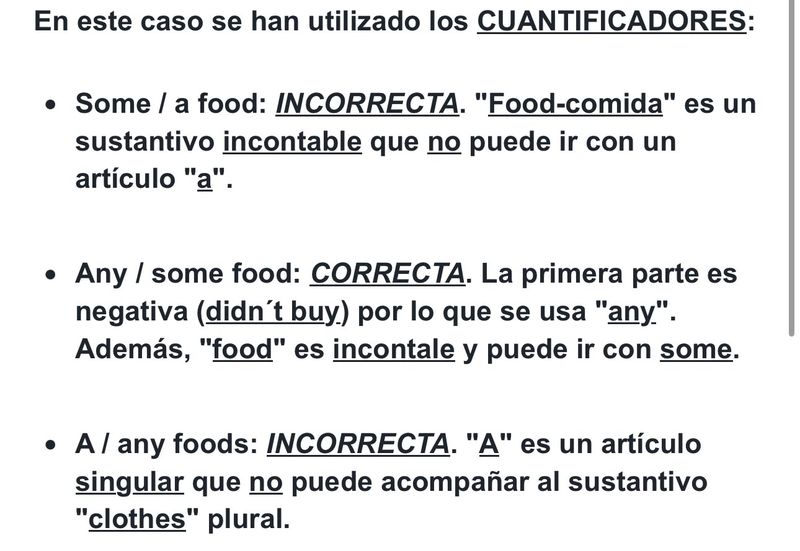 En este caso se han utilizado los CUANTIFICADORES:
• Some / a food: INCORRECTA. "Food-comida" es un
sustantivo incontable que no puede ir con un
artículo "a".
• Any / some food: CORRECTA. La primera parte es
negativa (didn´t buy) por lo que se usa "any".
Además, "food" es incontale y puede ir con some.
• A / any foods: INCORRECTA. "A" es un artículo
singular que no puede acompañar al sustantivo
"clothes" plural.